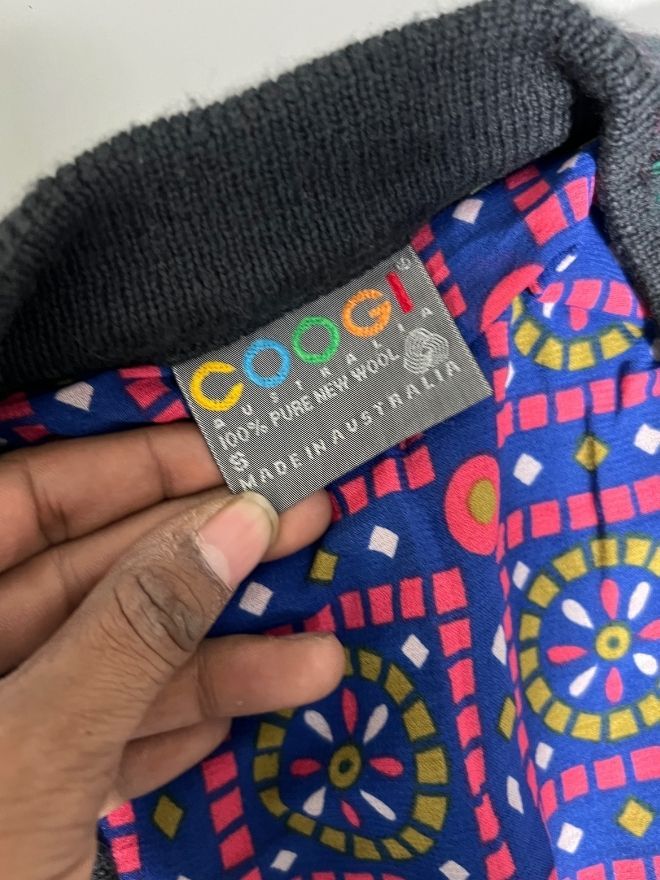 COOGI®
AUSTRALIA
100% PURE NEW WOOL
S
MADE IN AUSTRALIA